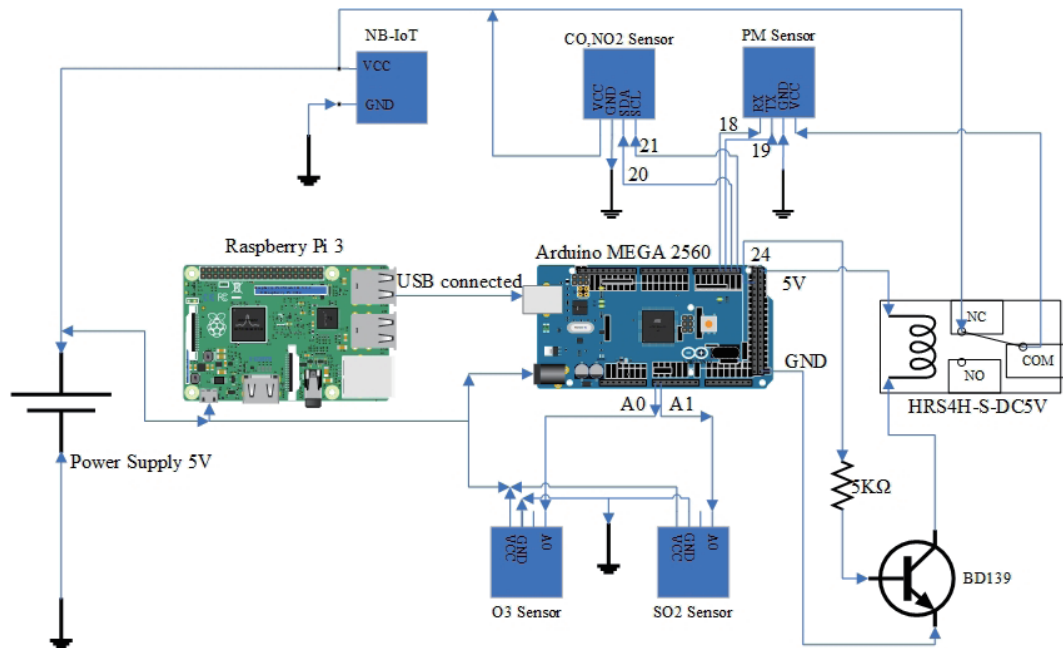 NB-IoT
VCC
GND
CO,NO2 Sensor
VCC
GND
SDA
SCL
PM Sensor
RX
TX
GND
VCC
18
19
21
20
Raspberry Pi 3
USB connected
Arduino MEGA 2560
24
5V
GND
NC
COM
NO
HRS4H-S-DC5V
A0
A1
Power Supply 5V
5KΩ
BD139
VCC
GND
A0
O3 Sensor
VCC
GND
A0
SO2 Sensor